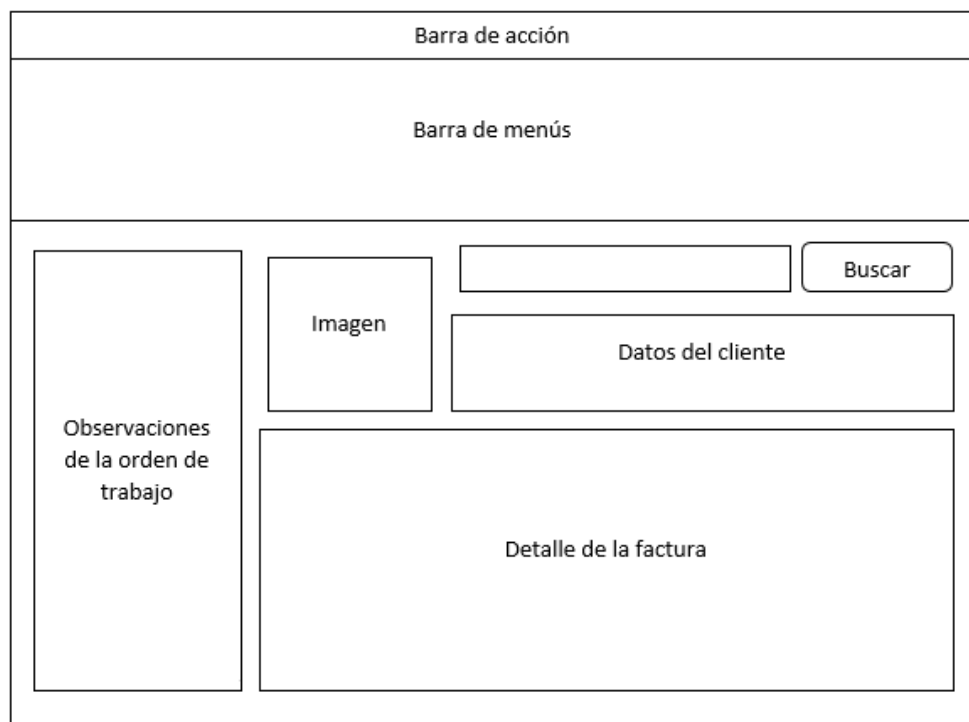 Barra de acción
Barra de menús
Buscar
Imagen
Datos del cliente
Observaciones
de la orden de
trabajo
Detalle de la factura